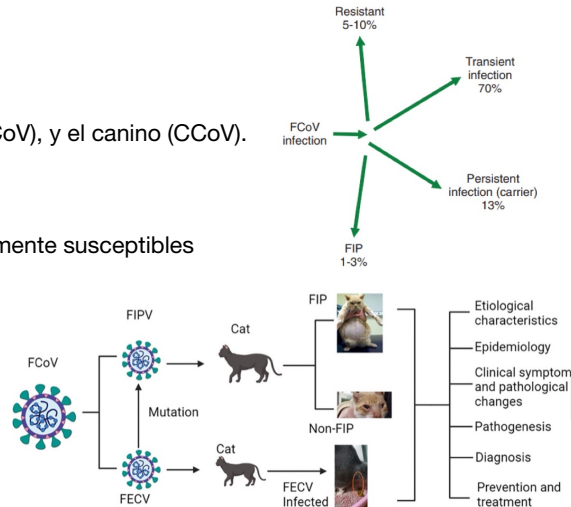 Resistant
5-10%
Transient
infection
70%
FCoV
infection
Persistent
infection (carrier)
13%
FIP
1-3%
CoV), y el canino (CCoV).
mente susceptibles
FCoV
FIPV
Mutation
FECV
Cat
Cat
FIP
Non-FIP
FECV
Infected
Etiological
characteristics
Epidemiology
Clinical symptom
and pathological
changes
Pathogenesis
Diagnosis
Prevention and
treatment